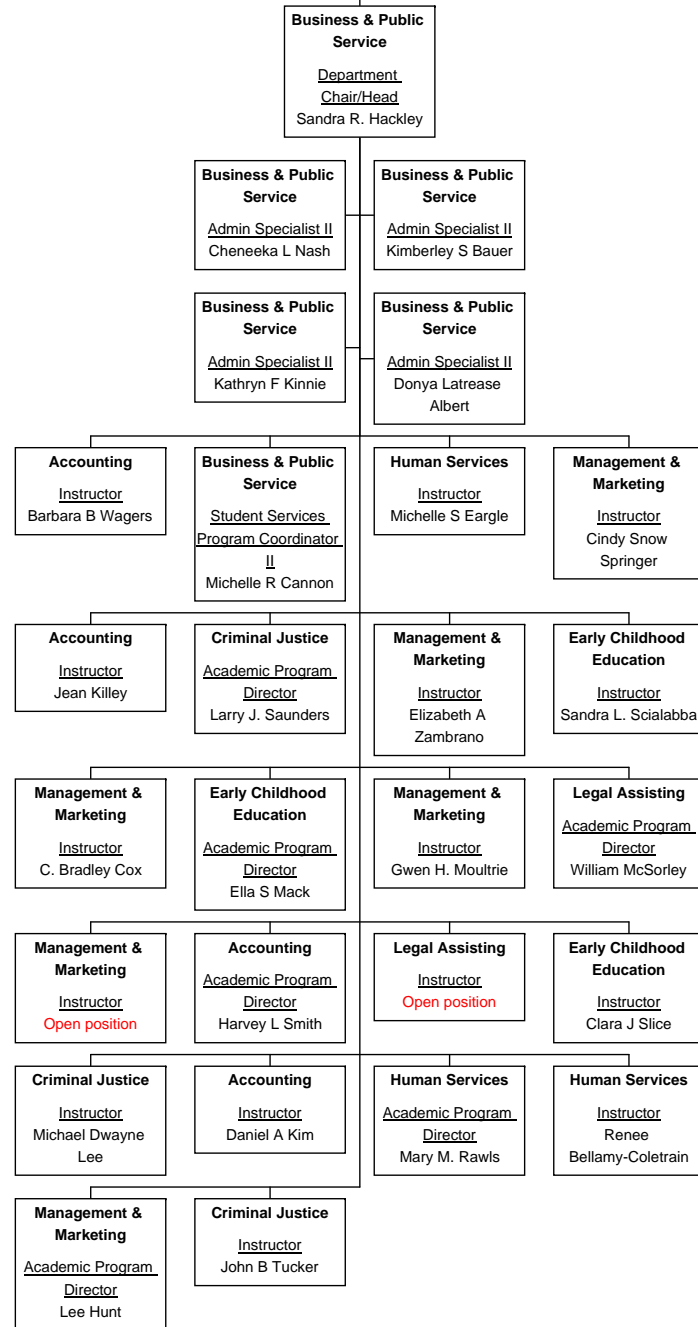 Business & Public
Service
Department
Chair/Head
Sandra R. Hackley
Business & Public
Service
Admin Specialist II
Cheneeka L Nash
Business & Public
Service
Admin Specialist II
Kimberley S Bauer
Business & Public
Service
Admin Specialist II
Kathryn F Kinnie
Business & Public
Service
Admin Specialist II
Donya Latrease
Albert
Accounting
Instructor
Barbara B Wagers
Business & Public
Service
Student Services
Program Coordinator
II
Michelle R Cannon
Human Services
Instructor
Michelle S Eargle
Management &
Marketing
Instructor
Cindy Snow
Springer
Accounting
Instructor
Jean Killey
Criminal Justice
Academic Program
Director
Larry J. Saunders
Management &
Marketing
Instructor
Elizabeth A
Zambrano
Early Childhood
Education
Instructor
Sandra L. Scialabba
Management &
Marketing
Instructor
C. Bradley Cox
Early Childhood
Education
Academic Program
Director
Ella S Mack
Management &
Marketing
Instructor
Gwen H. Moultrie
Legal Assisting
Academic Program
Director
William McSorley
Management &
Marketing
Instructor
Open position
Accounting
Academic Program
Director
Harvey L Smith
Legal Assisting
Instructor
Open position
Early Childhood
Education
Instructor
Clara J Slice
Criminal Justice
Instructor
Michael Dwayne
Lee
Accounting
Instructor
Daniel A Kim
Human Services
Academic Program
Director
Mary M. Rawls
Human Services
Instructor
Renee
Bellamy-Coletrain
Management &
Marketing
Academic Program
Director
Lee Hunt
Criminal Justice
Instructor
John B Tucker